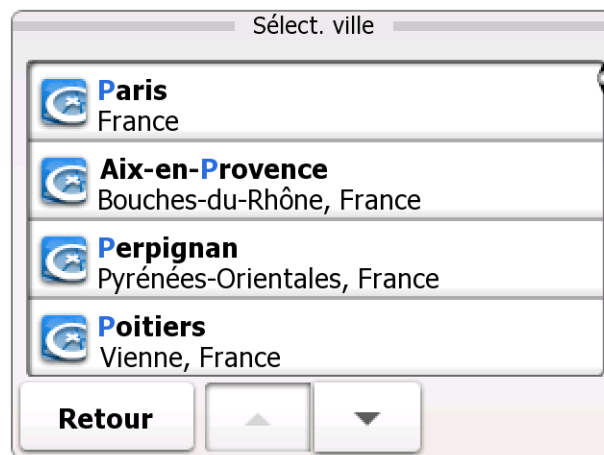 Sélect. ville
Paris
France
Aix-en-Provence
Bouches-du-Rhône, France
Perpignan
Pyrénées-Orientales, France
Poitiers
Vienne, France
Retour